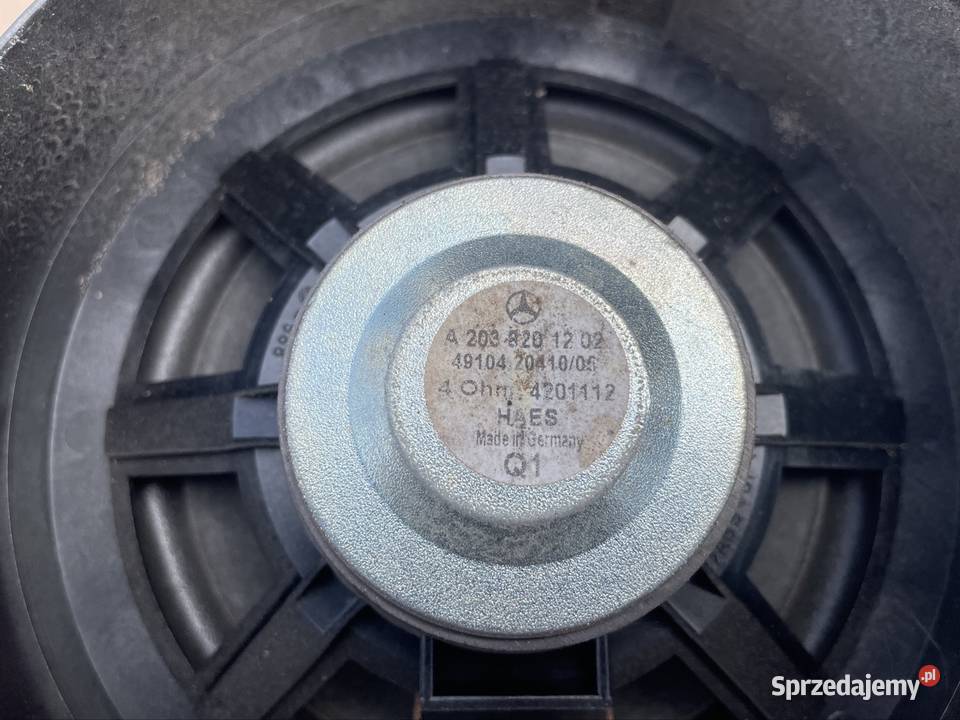 A 203 820 12 02
49104 20410/05
4 Ohm. 4201112
HAES
Made in Germany
Q1
Sprzedajemy.pl